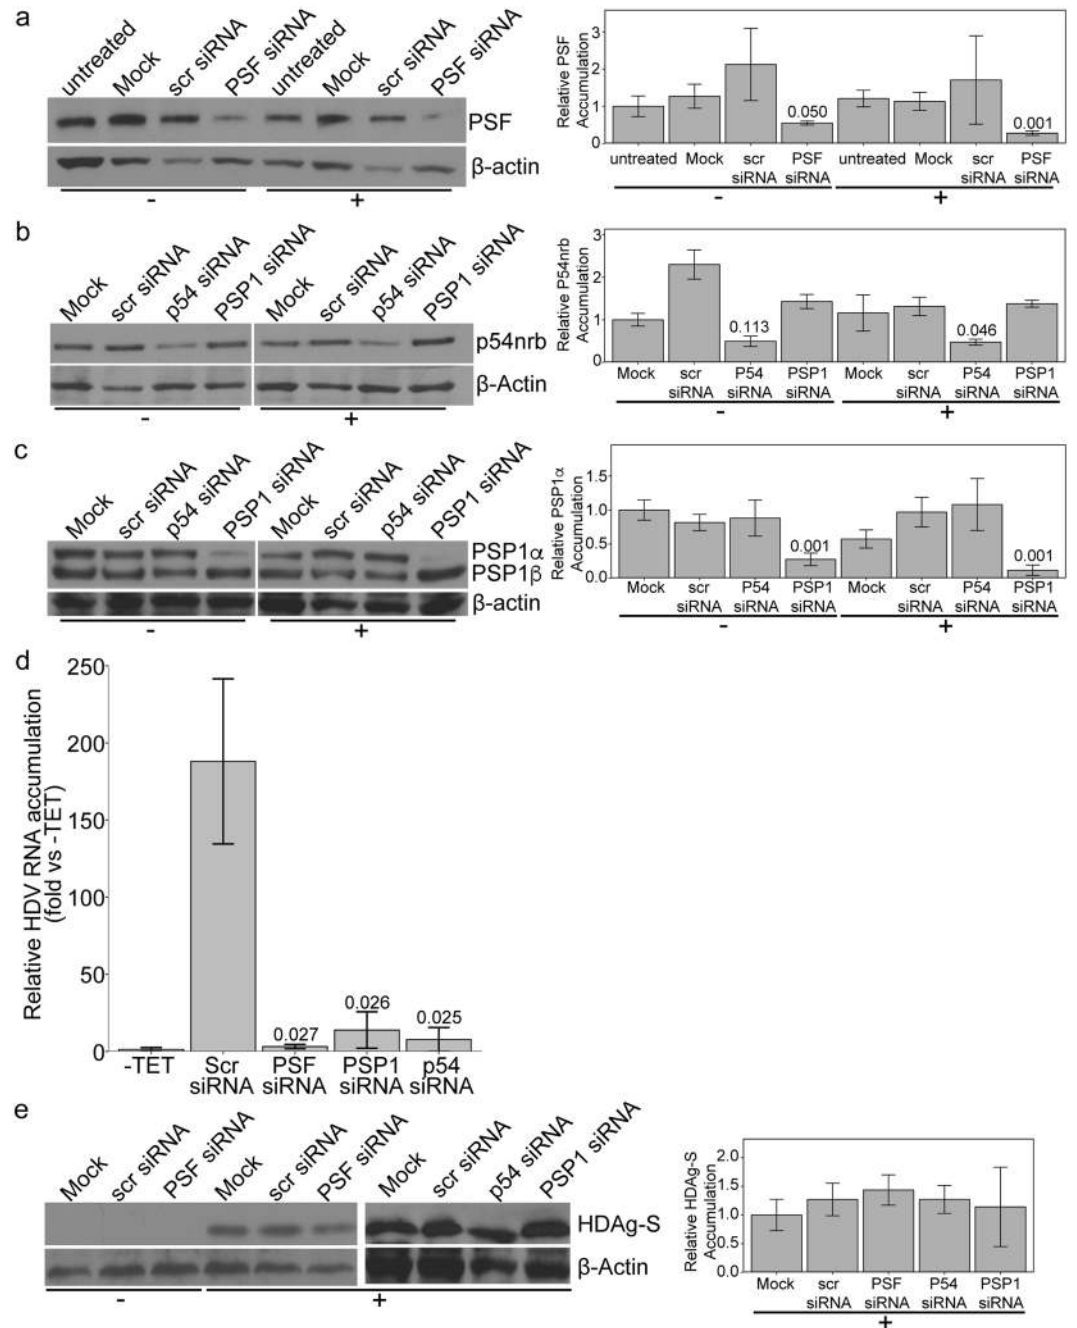 a
untreated
Mock
scr siRNA
PSF siRNA
untreated
Mock
scr siRNA
PSF siRNA
PSF
β-actin
-
+
Relative PSF
Accumulation
3
2
1
0
0.050
0.001
untreated Mock scr PSF untreated Mock scr PSF
siRNA siRNA siRNA siRNA
-
+
b
Mock
scr siRNA
p54 siRNA
PSP1 siRNA
Mock
scr siRNA
p54 siRNA
PSP1 siRNA
p54nrb
β-Actin
-
+
Relative P54nrb
Accumulation
3
2
1
0
0.113
0.046
Mock scr P54 PSP1 Mock scr P54 PSP1
siRNA siRNA siRNA siRNA siRNA siRNA
-
+
c
Mock
scr siRNA
p54 siRNA
PSP1 siRNA
Mock
scr siRNA
p54 siRNA
PSP1 siRNA
PSP1α
PSP1β
β-actin
-
+
Relative PSP1α
Accumulation
1.5
1.0
0.5
0.0
0.001
0.001
Mock scr P54 PSP1 Mock scr P54 PSP1
siRNA siRNA siRNA siRNA siRNA siRNA
-
+
d
Relative HDV RNA accumulation
(fold vs -TET)
250
200
150
100
50
0
0.027
0.026
0.025
-TET Scr PSF PSP1 p54
siRNA siRNA siRNA siRNA
e
Mock
scr siRNA
PSF siRNA
Mock
scr siRNA
PSF siRNA
Mock
scr siRNA
p54 siRNA
PSP1 siRNA
HDAg-S
β-Actin
-
+
Relative HDAg-S
Accumulation
2.0
1.5
1.0
0.5
0.0
Mock scr PSF P54 PSP1
siRNA siRNA siRNA siRNA
+